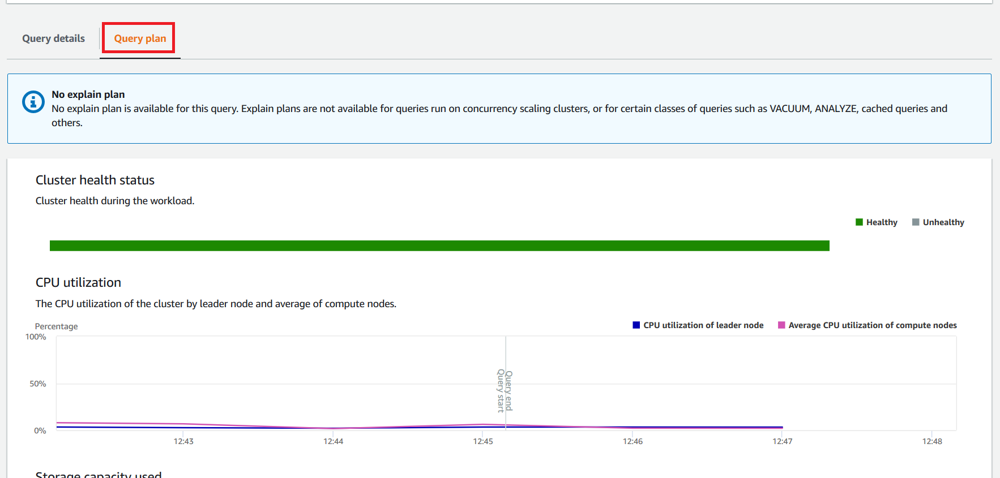 Query details
Query plan
No explain plan
No explain plan is available for this query. Explain plans are not available for queries run on concurrency scaling clusters, or for certain classes of queries such as VACUUM, ANALYZE, cached queries and
others.
Cluster health status
Cluster health during the workload.
Healthy
Unhealthy
CPU utilization
The CPU utilization of the cluster by leader node and average of compute nodes.
Percentage
CPU utilization of leader node
Average CPU utilization of compute nodes
100%
50%
0%
Query start
Query end
12:43
12:44
12:45
12:46
12:47
12:48
Storage capacity used